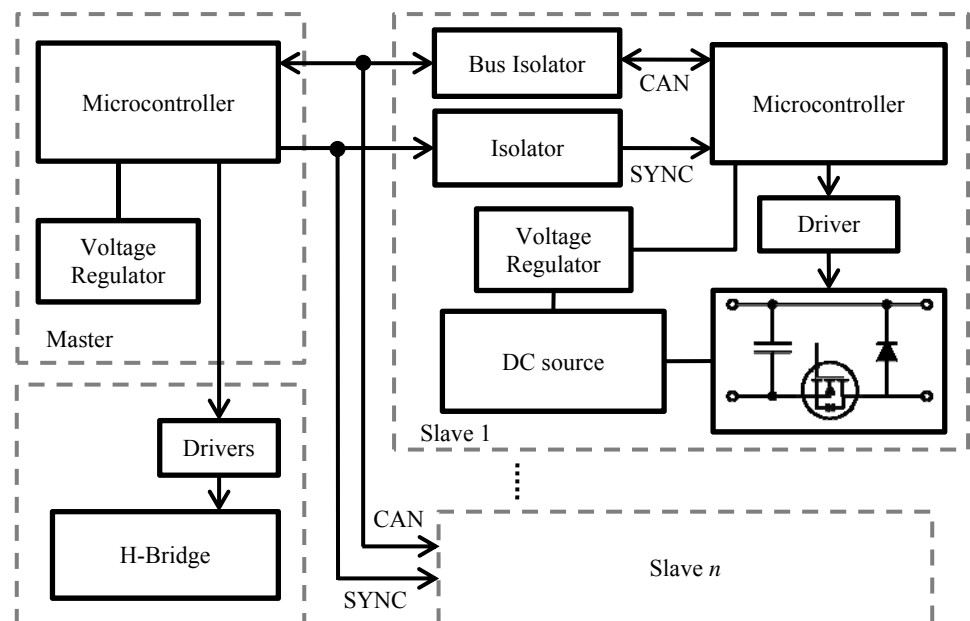 Microcontroller
Voltage
Regulator
Master
Drivers
H-Bridge
Bus Isolator
CAN
Isolator
SYNC
Microcontroller
Voltage
Regulator
Driver
DC source
Slave 1
CAN
SYNC
Slave n